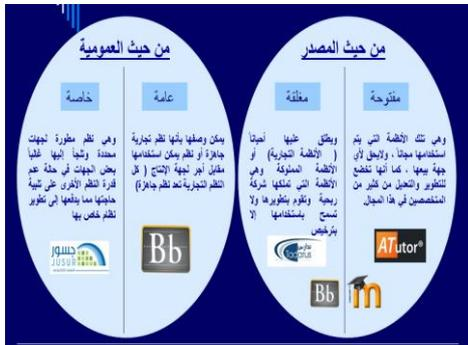 من حيث المصدر
مفتوحة
وهي تلك الأنظمة التي يتم
استخدامها مجاناً ، ولايحق لأي
جهة بيعها ، كما أنها تخضع
للتطوير والتعديل من كثير من
المتخصصين في هذا المجال.
ATutor®
m
مغلقة
ويطلق عليها أحياناً
( الأنظمة التجارية) أو
الأنظمة المملوكة وهي
الأنظمة التي تملكها شركة
ربحية وتقوم بتطويرها ولا
تسمح باستخدامها إلا
بترخيص
تدارس
Tadarus
Bb
من حيث العمومية
عامة
يمكن وصفها بأنها نظم تجارية
جاهزة أو نظم يمكن استخدامها
مقابل أجر لجهة الإنتاج ( كل
النظم التجارية تعد نظم جاهزة)
Bb
خاصة
وهي نظم مطورة لجهات
محددة وتلجأ إليها غالباً
بعض الجهات في حالة عدم
قدرة النظم الأخرى على تلبية
حاجتها مما يدفعها إلى تطوير
نظام خاص بها
جسور
JUSUR